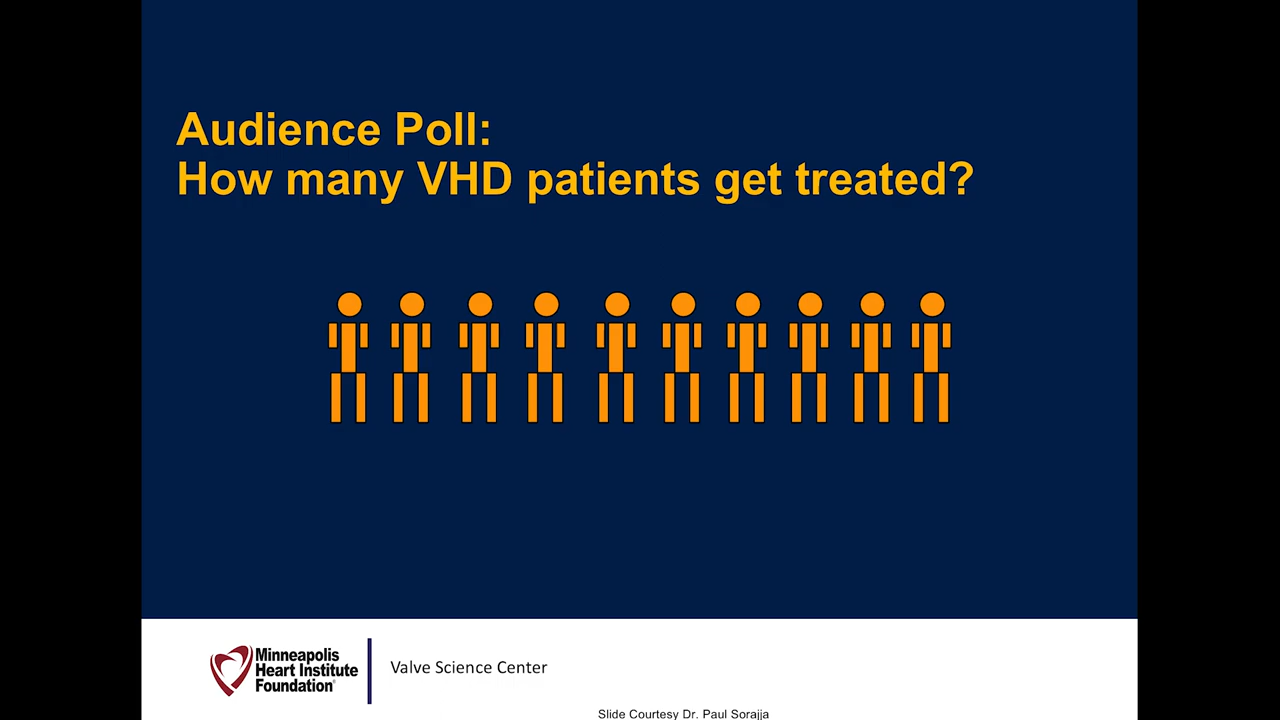 Audience Poll:
How many VHD patients get treated?
Minneapolis
Heart Institute
Foundation®
Valve Science Center
Slide Courtesy Dr. Paul Sorajja